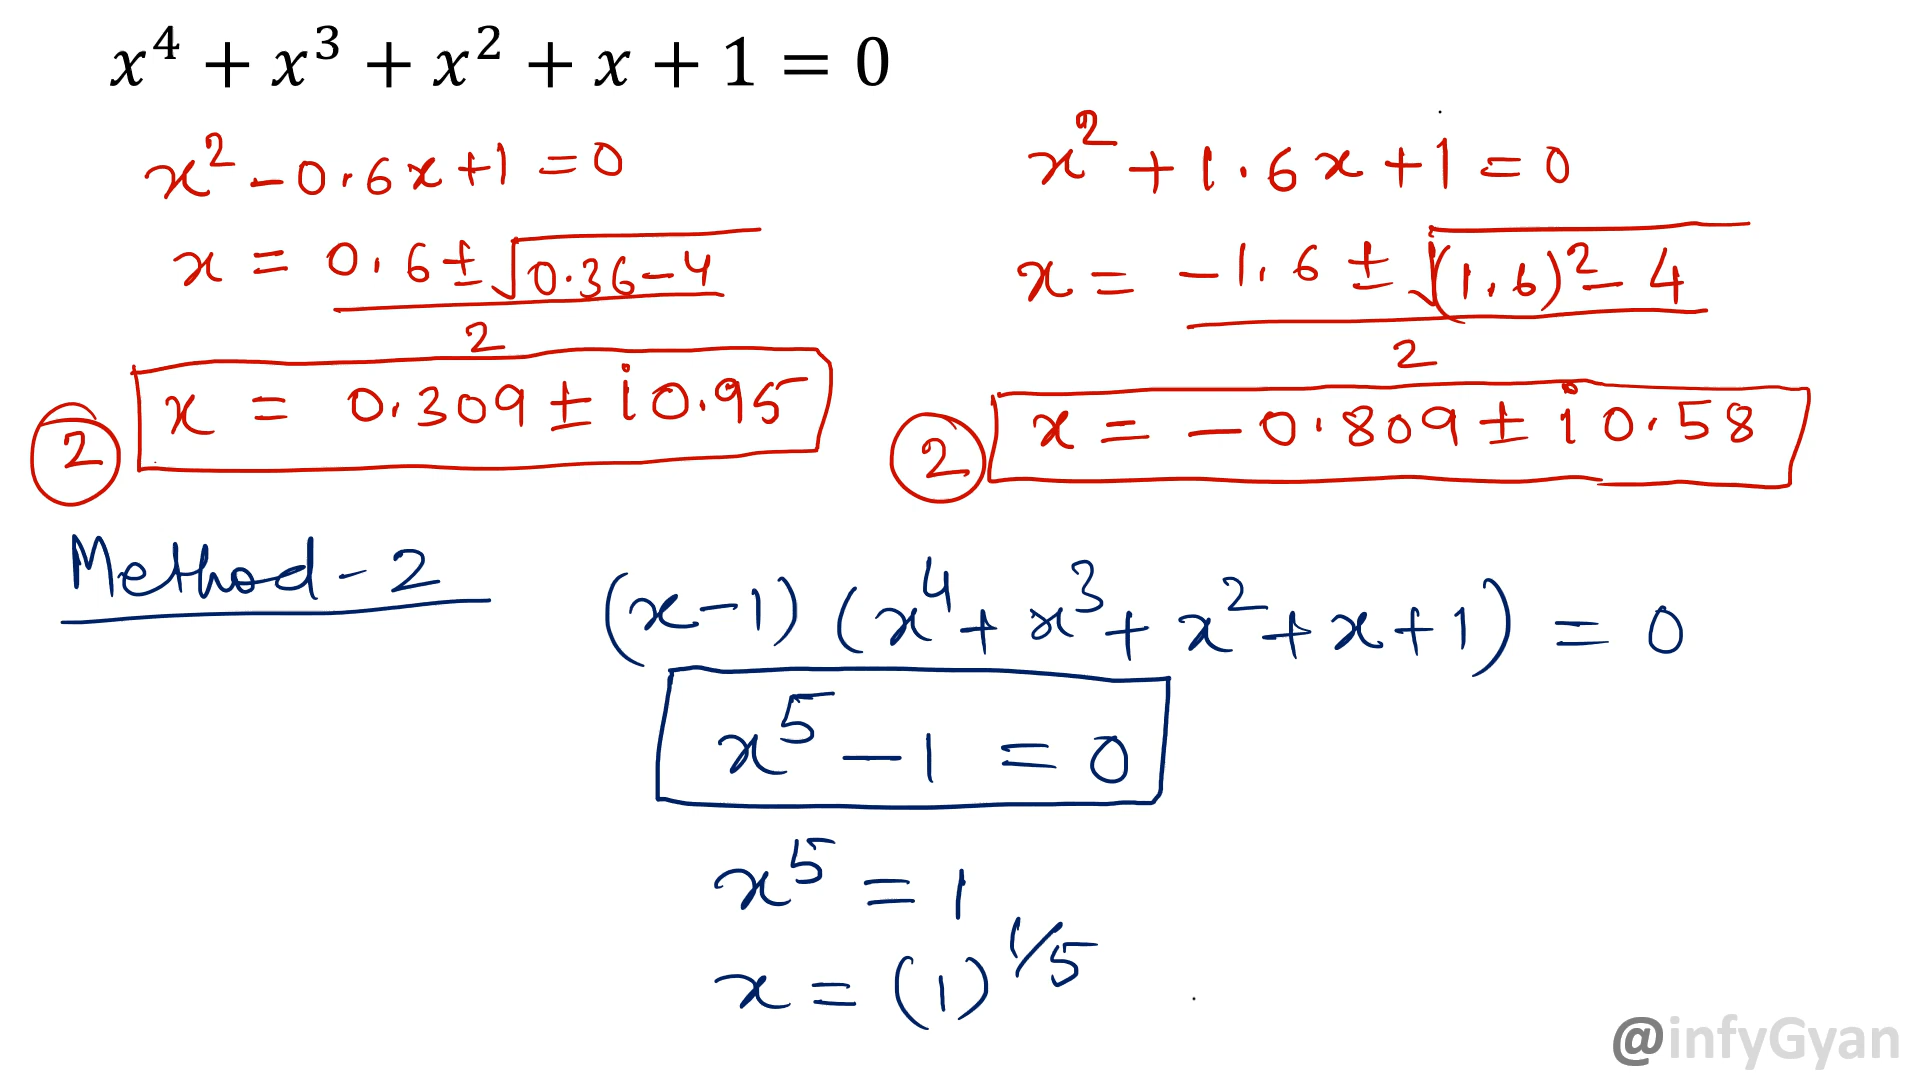 x⁴ + x³ + x² + x + 1 = 0
x² - 0.6x + 1 = 0
x = (0.6 ± √(0.36 - 4)) / 2
② x = 0.309 ± i 0.95
x² + 1.6x + 1 = 0
x = (-1.6 ± √((1.6)² - 4)) / 2
② x = -0.809 ± i 0.58
Method - 2
(x - 1) (x⁴ + x³ + x² + x + 1) = 0
x⁵ - 1 = 0
x⁵ = 1
x = (1)^1/5
@infyGyan